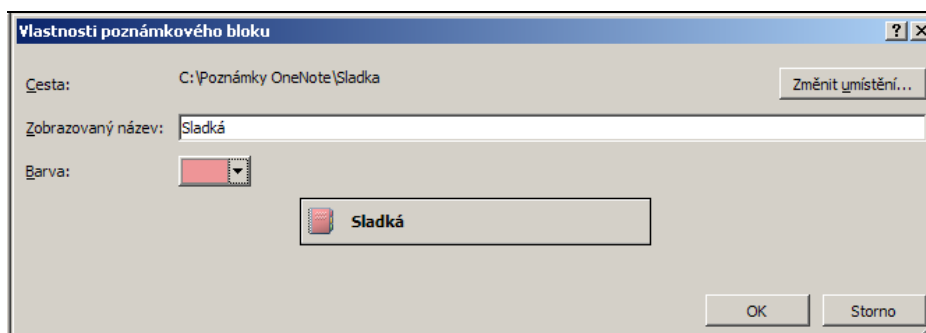 Vlastnosti poznámkového bloku
Cesta: C:\Poznámky OneNote\Sladka Změnit umístění...
Zobrazovaný název: Sladká
Barva:
Sladká
OK Storno